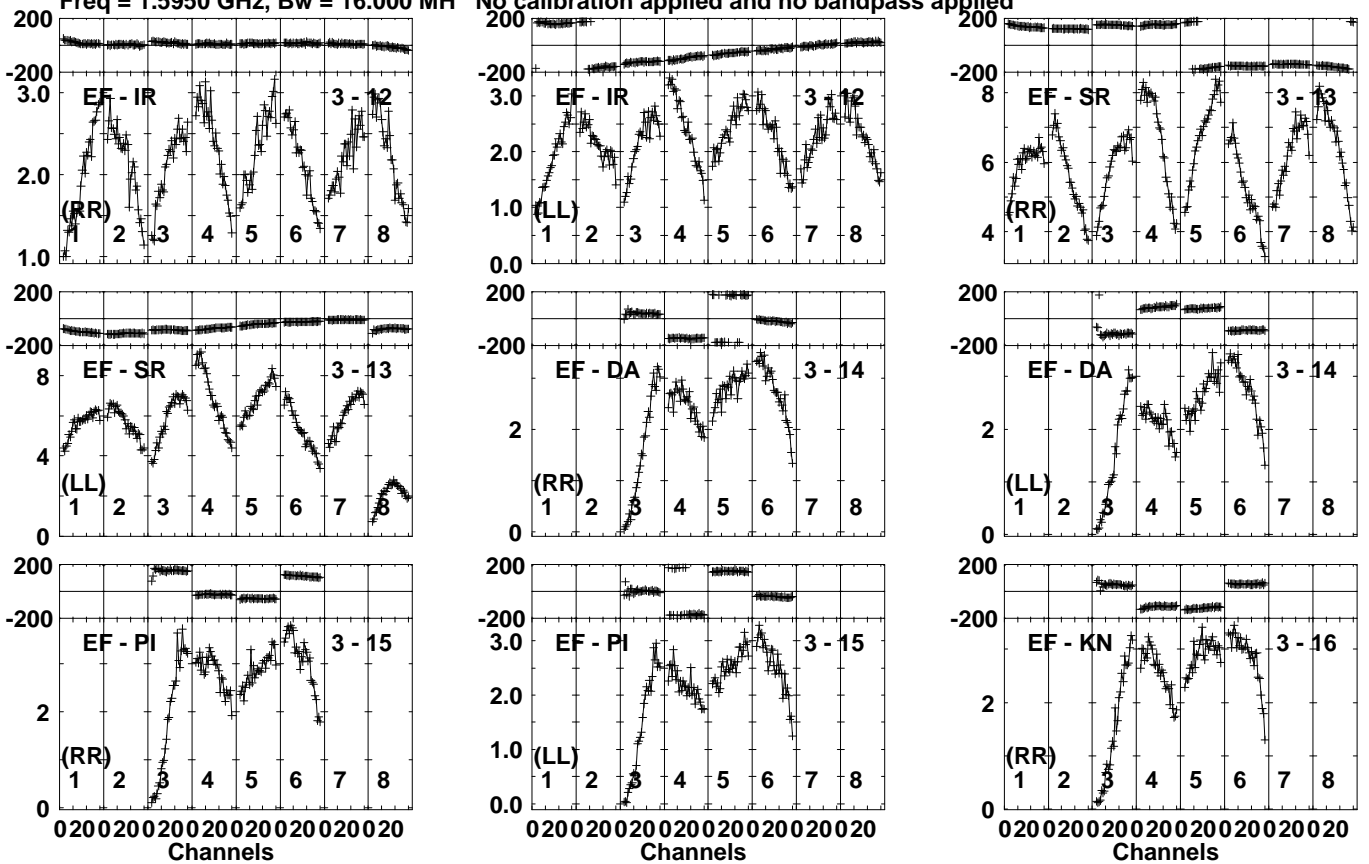 Freq = 1.5950 GHz, Bw = 16.000 MH No calibration applied and no bandpass applied
200 200 200
-200 -200 -200
3.0 EF - IR 3 - 12 3.0 EF - IR 3 - 12 8 EF - SR 3 - 13
2.0 2.0 6
(RR) 1.0 (LL) (RR) 4
1 2 3 4 5 6 7 8 1 2 3 4 5 6 7 8 1 2 3 4 5 6 7 8
1.0 0.0
200 200 200
-200 -200 -200
8 EF - SR 3 - 13 EF - DA 3 - 14 EF - DA 3 - 14
4 2 2
(LL) (RR) (LL)
1 2 3 4 5 6 7 8 1 2 3 4 5 6 7 8 1 2 3 4 5 6 7 8
0 0 0
200 200 200
-200 -200 -200
EF - PI 3 - 15 3.0 EF - PI 3 - 15 EF - KN 3 - 16
2 2.0 2
(RR) 1.0 (LL) (RR)
1 2 3 4 5 6 7 8 1 2 3 4 5 6 7 8 1 2 3 4 5 6 7 8
0 0.0 0
0 20 0 20 0 20 0 20 0 20 0 20 0 20 0 20 0 20 0 20 0 20 0 20 0 20 0 20 0 20 0 20 0 20 0 20 0 20 0 20 0 20 0 20 0 20 0 20
Channels Channels